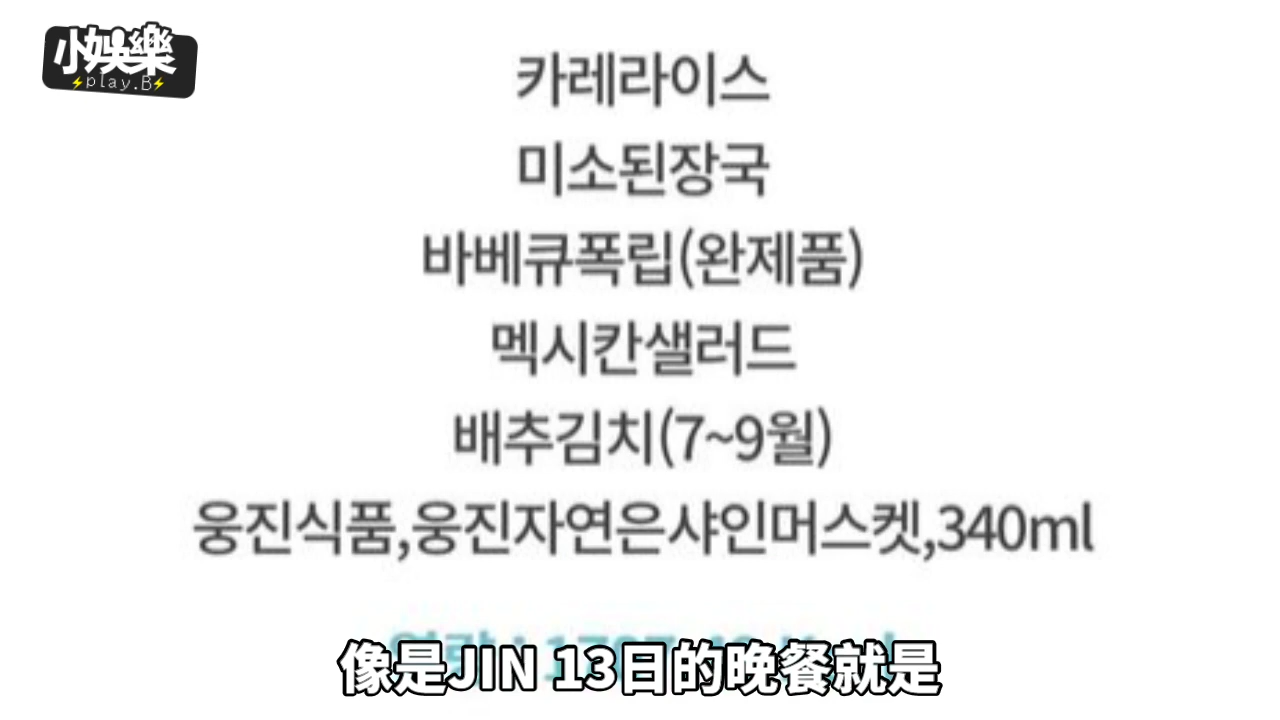 小娛樂
play.B
카레라이스
미소된장국
바베큐폭립(완제품)
멕시칸샐러드
배추김치(7~9월)
웅진식품,웅진자연은샤인머스켓,340ml
像是JIN 13日的晚餐就是